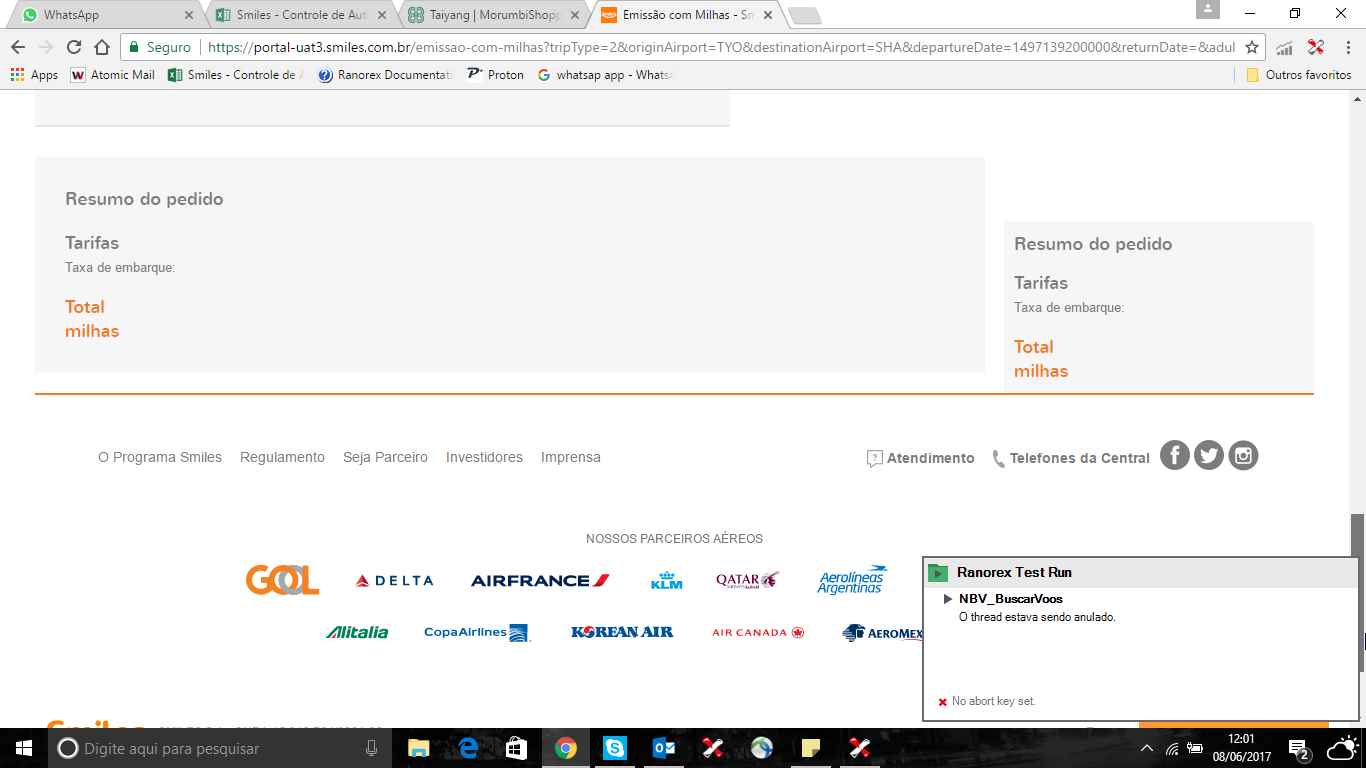 WhatsApp
Smiles - Controle de Aut
Taiyang | MorumbiShopp
Emissão com Milhas - Sm
Seguro
https://portal-uat3.smiles.com.br/emissao-com-milhas?tripType=2&originAirport=TYO&destinationAirport=SHA&departureDate=1497139200000&returnDate=&adul
Apps
Atomic Mail
Smiles - Controle de A
Ranorex Documentat
Proton
whatsap app - Whats
Outros favoritos
Resumo do pedido
Tarifas
Taxa de embarque:
Total
milhas
Resumo do pedido
Tarifas
Taxa de embarque:
Total
milhas
O Programa Smiles Regulamento Seja Parceiro Investidores Imprensa
Atendimento
Telefones da Central
NOSSOS PARCEIROS AÉREOS
GOL
DELTA
AIRFRANCE
KLM
QATAR
Aerolíneas
Argentinas
Alitalia
CopaAirlines
KOREAN AIR
AIR CANADA
AEROMEX
Ranorex Test Run
NBV_BuscarVoos
O thread estava sendo anulado.
No abort key set.
Smiles
Digite aqui para pesquisar
12:01
08/06/2017
2